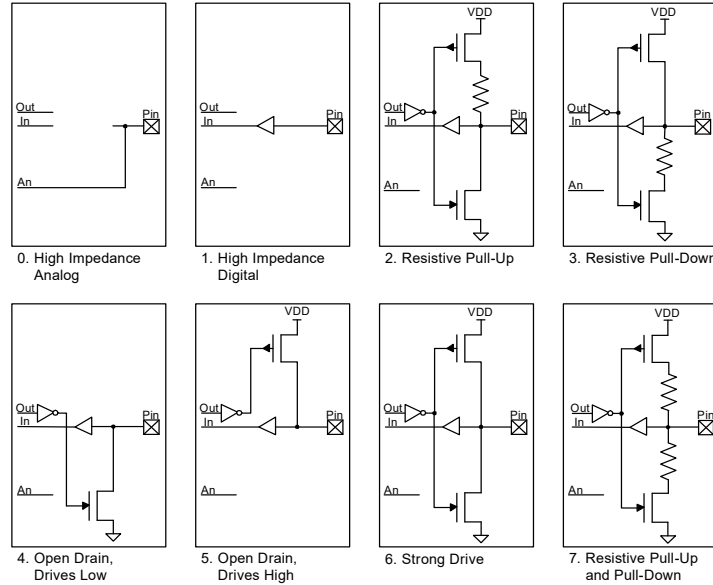 VDD
VDD
Out
In
Pin
An
Out
In
Pin
An
Out
In
Pin
An
Out
In
Pin
An
0. High Impedance
Analog
1. High Impedance
Digital
2. Resistive Pull-Up
3. Resistive Pull-Down
VDD
VDD
VDD
Out
In
Pin
An
Out
In
Pin
An
Out
In
Pin
An
Out
In
Pin
An
4. Open Drain,
Drives Low
5. Open Drain,
Drives High
6. Strong Drive
7. Resistive Pull-Up
and Pull-Down